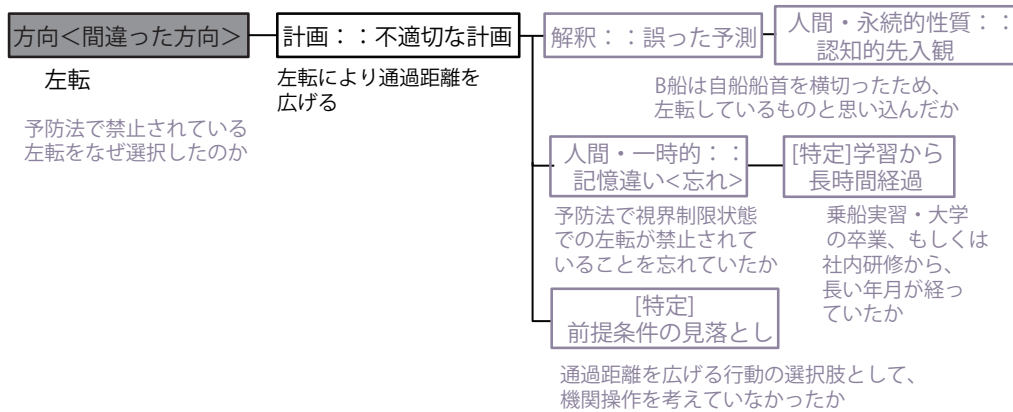 方向<間違った方向>
左転
予防法で禁止されている
左転をなぜ選択したのか
計画：：不適切な計画
左転により通過距離を
広げる
解釈：：誤った予測
人間・永続的性質：：
認知的先入観
B船は自船船首を横切ったため、
左転しているものと思い込んだか
人間・一時的：：
記憶違い<忘れ>
予防法で視界制限状態
での左転が禁止されて
いることを忘れていたか
[特定]学習から
長時間経過
乗船実習・大学
の卒業、もしくは
社内研修から、
長い年月が経っ
ていたか
[特定]
前提条件の見落とし
通過距離を広げる行動の選択肢として、
機関操作を考えていなかったか